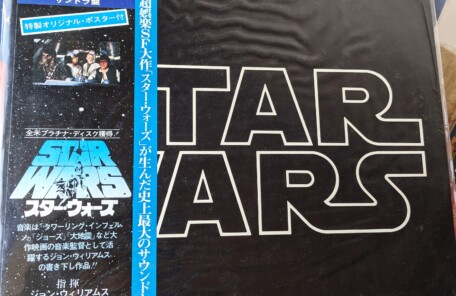 サントラ盤
特製オリジナル・ポスター付
全米プラチナ・ディスク獲得!
STAR
WARS
スター・ウォーズ
音楽は「タワーリング・インフェル
ノ」「ジョーズ」「大地震」など大
作映画の音楽監督として活
躍するジョン・ウィリアムス
の書き下し作品!!
指揮
ジョン・ウィリアムス
超娯楽SF大作「スター・ウォーズ」が生んだ史上最大のサウンド
STAR
WARS